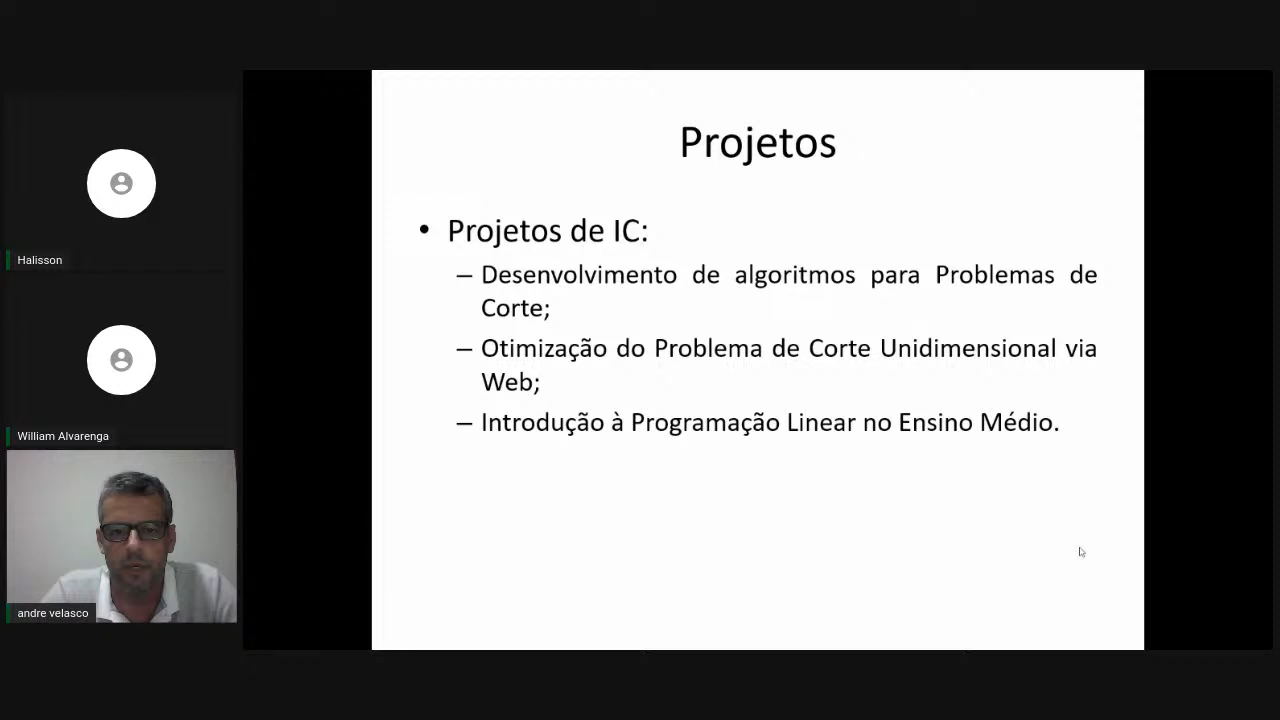 Projetos
• Projetos de IC:
– Desenvolvimento de algoritmos para Problemas de
Corte;
– Otimização do Problema de Corte Unidimensional via
Web;
– Introdução à Programação Linear no Ensino Médio.
Halisson
William Alvarenga
andre velasco